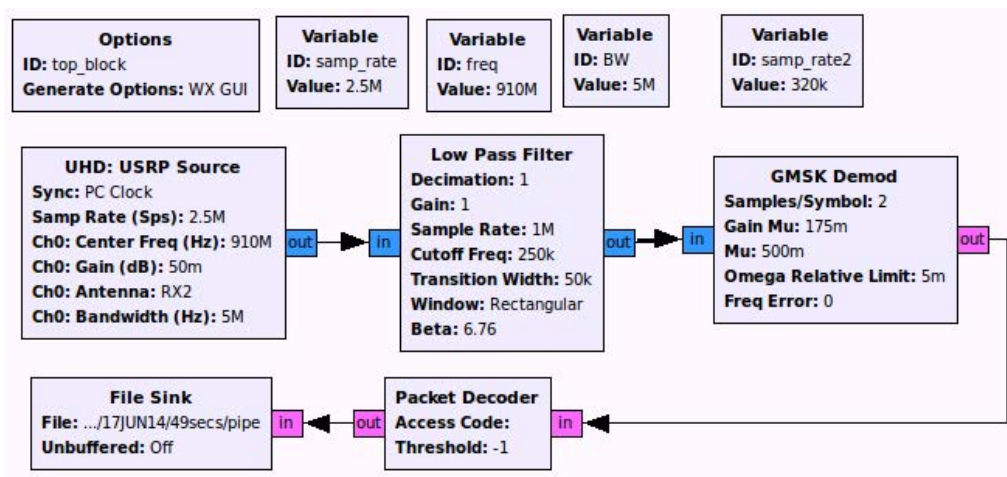 Options
ID: top_block
Generate Options: WX GUI
Variable
ID: samp_rate
Value: 2.5M
Variable
ID: freq
Value: 910M
Variable
ID: BW
Value: 5M
Variable
ID: samp_rate2
Value: 320k
UHD: USRP Source
Sync: PC Clock
Samp Rate (Sps): 2.5M
Ch0: Center Freq (Hz): 910M
Ch0: Gain (dB): 50m
Ch0: Antenna: RX2
Ch0: Bandwidth (Hz): 5M
out
in
Low Pass Filter
Decimation: 1
Gain: 1
Sample Rate: 1M
Cutoff Freq: 250k
Transition Width: 50k
Window: Rectangular
Beta: 6.76
out
in
GMSK Demod
Samples/Symbol: 2
Gain Mu: 175m
Mu: 500m
Omega Relative Limit: 5m
Freq Error: 0
out
File Sink
File: .../17JUN14/49secs/pipe
Unbuffered: Off
in
out
Packet Decoder
Access Code:
Threshold: -1
in